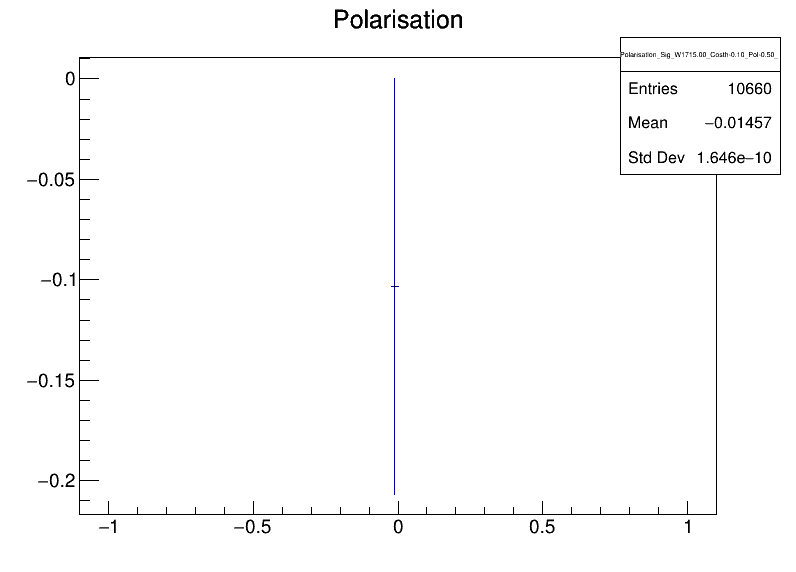 Polarisation
Polarisation_Sig_W1715.00_Costh-0.10_Pol-0.50_
Entries 10660
Mean −0.01457
Std Dev 1.646e−10
0
−0.05
−0.1
−0.15
−0.2
−1 −0.5 0 0.5 1